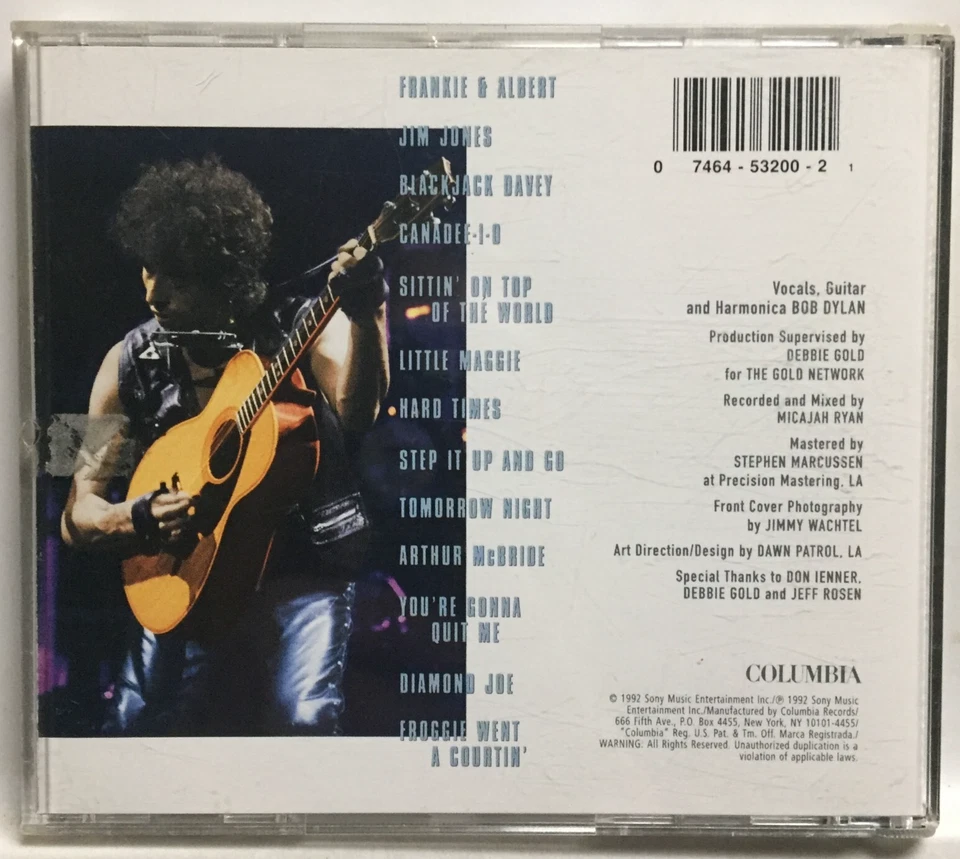 FRANKIE & ALBERT
JIM JONES
BLACKJACK DAVEY
CANADEE-I-O
SITTIN' ON TOP
OF THE WORLD
LITTLE MAGGIE
HARD TIMES
STEP IT UP AND GO
TOMORROW NIGHT
ARTHUR McBRIDE
YOU'RE GONNA
QUIT ME
DIAMOND JOE
FROGGIE WENT
A COURTIN'
0 7464-53200-2 1
Vocals, Guitar
and Harmonica BOB DYLAN
Production Supervised by
DEBBIE GOLD
for THE GOLD NETWORK
Recorded and Mixed by
MICAJAH RYAN
Mastered by
STEPHEN MARCUSSEN
at Precision Mastering, LA
Front Cover Photography
by JIMMY WACHTEL
Art Direction/Design by DAWN PATROL, LA
Special Thanks to DON IENNER,
DEBBIE GOLD and JEFF ROSEN
COLUMBIA
© 1992 Sony Music Entertainment Inc./℗ 1992 Sony Music
Entertainment Inc./Manufactured by Columbia Records/
666 Fifth Ave., P.O. Box 4455, New York, NY 10101-4455/
"Columbia" Reg. U.S. Pat. & Tm. Off. Marca Registrada./
WARNING: All Rights Reserved. Unauthorized duplication is a
violation of applicable laws.